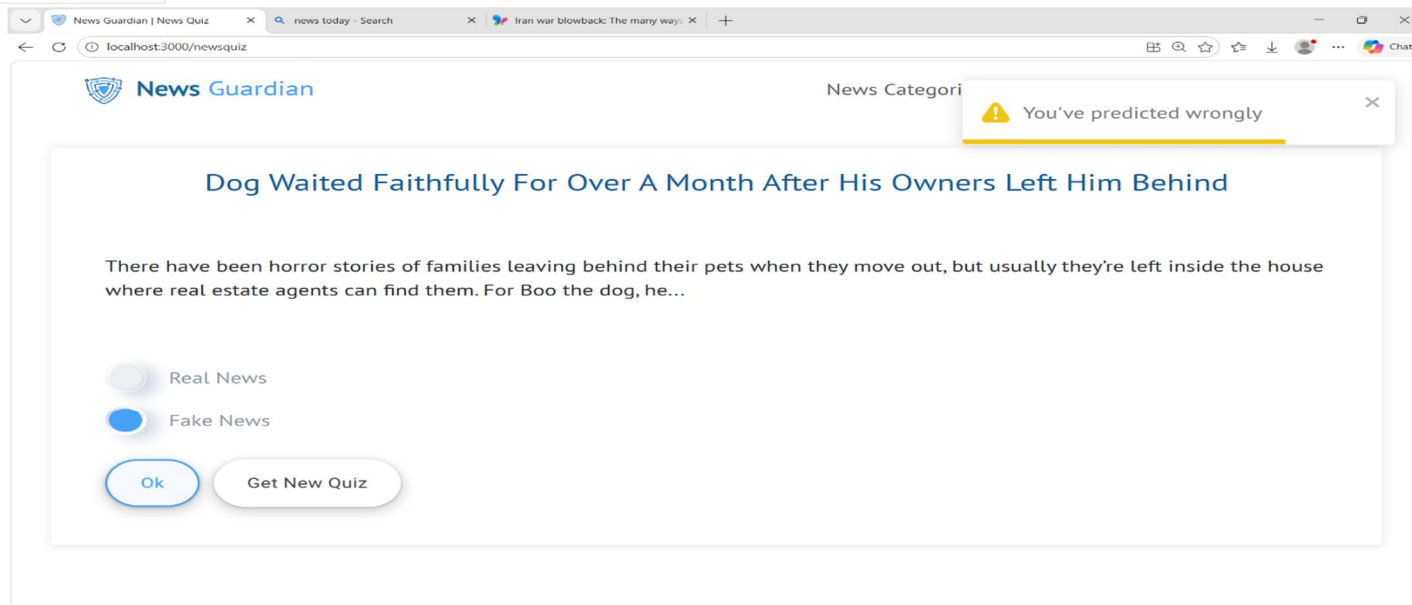 News Guardian | News Quiz
news today - Search
Iran war blowback: The many way
localhost:3000/newsquiz
Chat
News Guardian
News Categori
You've predicted wrongly
Dog Waited Faithfully For Over A Month After His Owners Left Him Behind
There have been horror stories of families leaving behind their pets when they move out, but usually they're left inside the house
where real estate agents can find them. For Boo the dog, he...
Real News
Fake News
Ok
Get New Quiz